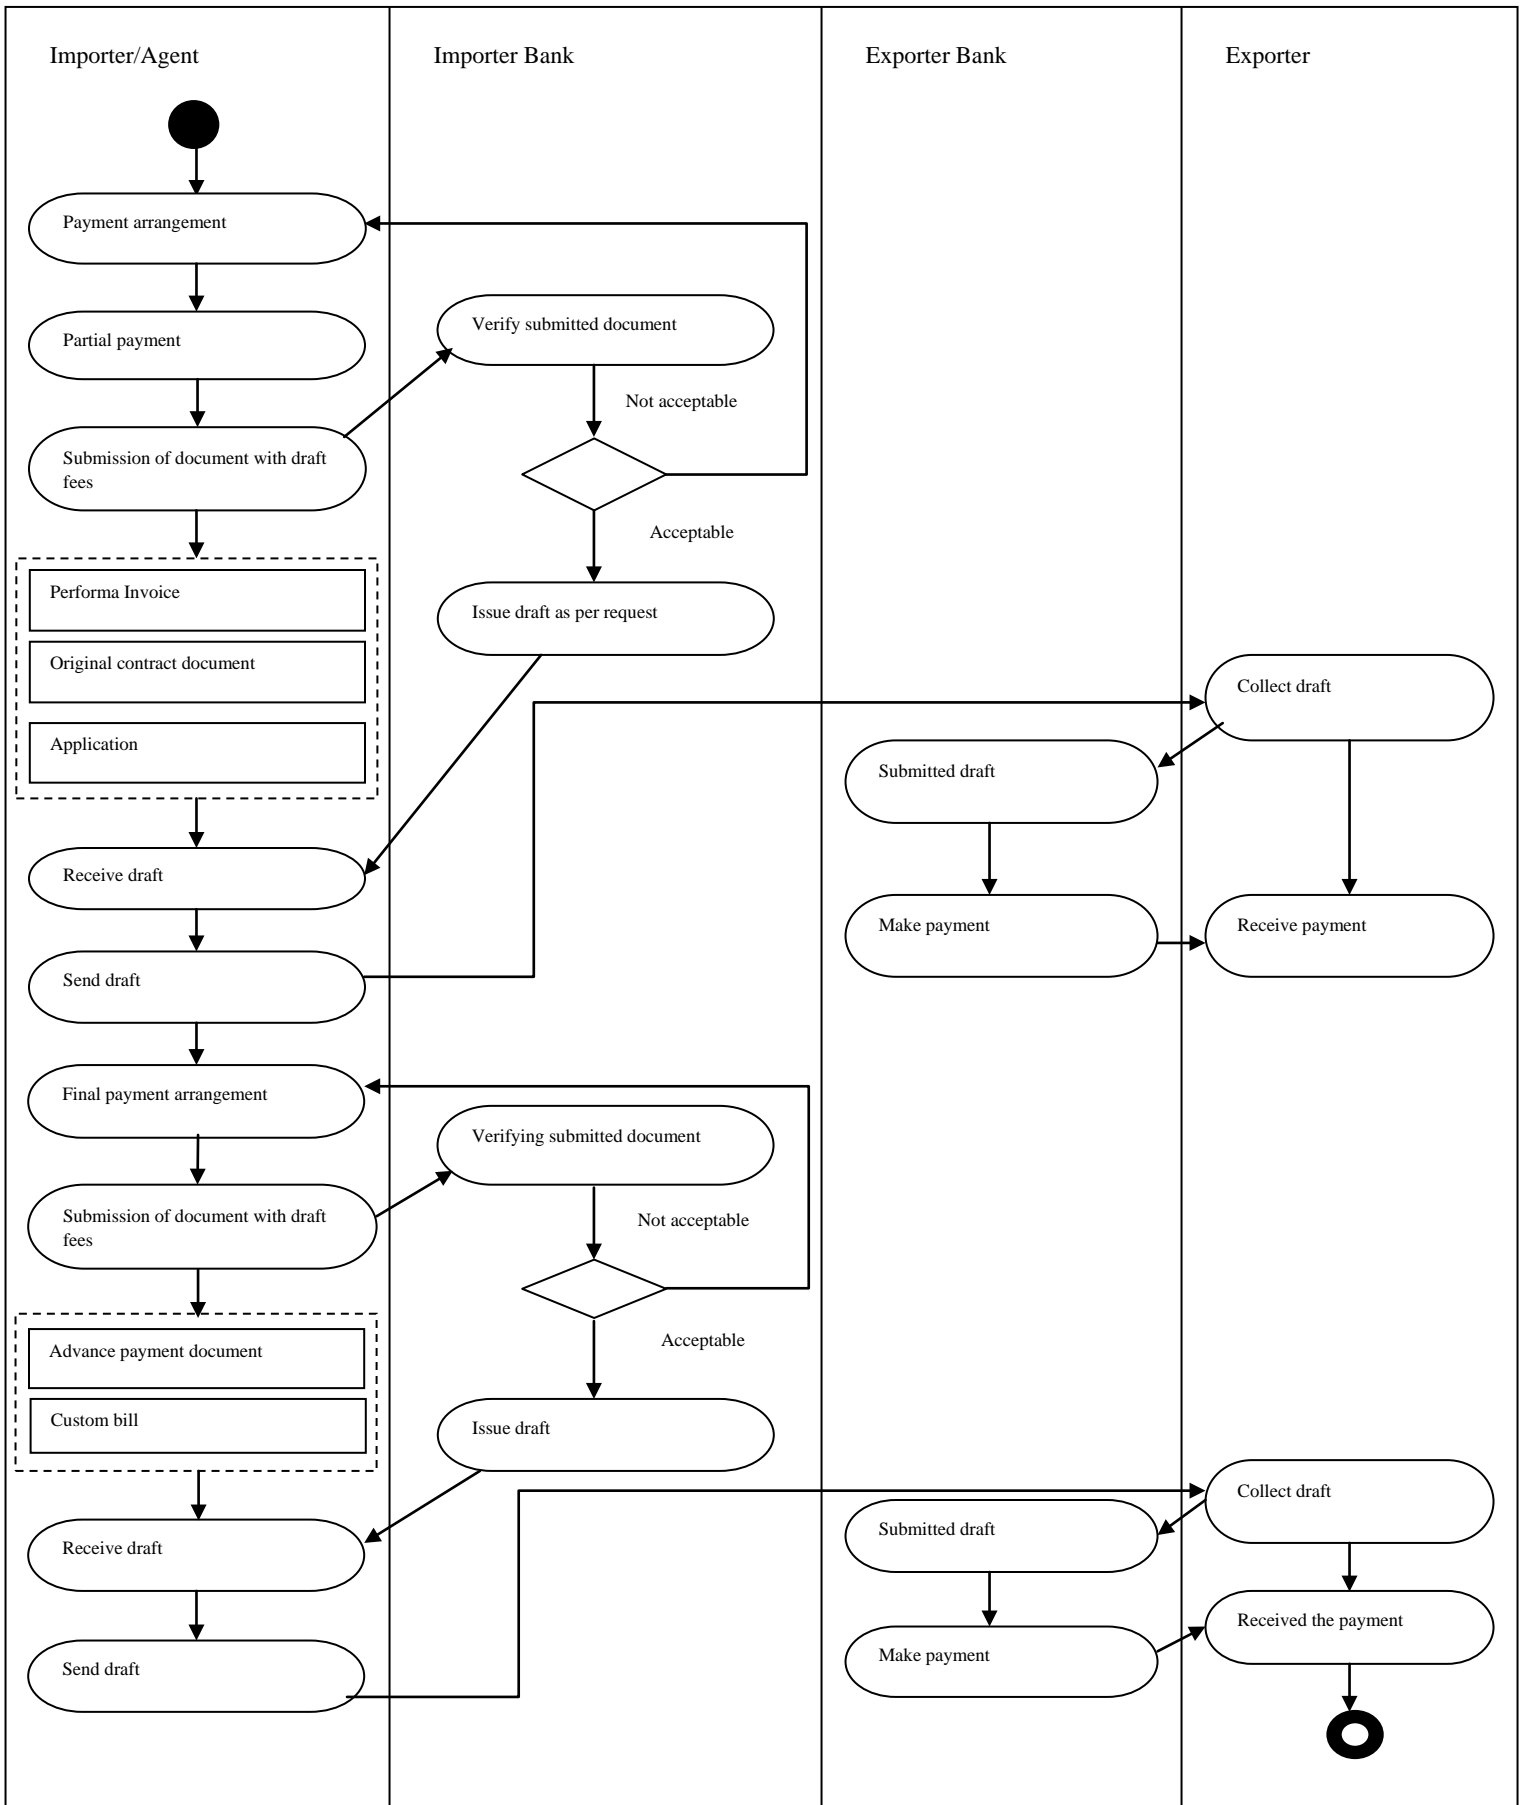 Importer/Agent
Importer Bank
Exporter Bank
Exporter
Payment arrangement
Partial payment
Verify submitted document
Not acceptable
Submission of document with draft
fees
Acceptable
Performa Invoice
Issue draft as per request
Original contract document
Collect draft
Application
Submitted draft
Receive draft
Make payment
Receive payment
Send draft
Final payment arrangement
Verifying submitted document
Submission of document with draft
fees
Not acceptable
Acceptable
Advance payment document
Custom bill
Issue draft
Collect draft
Submitted draft
Receive draft
Received the payment
Make payment
Send draft